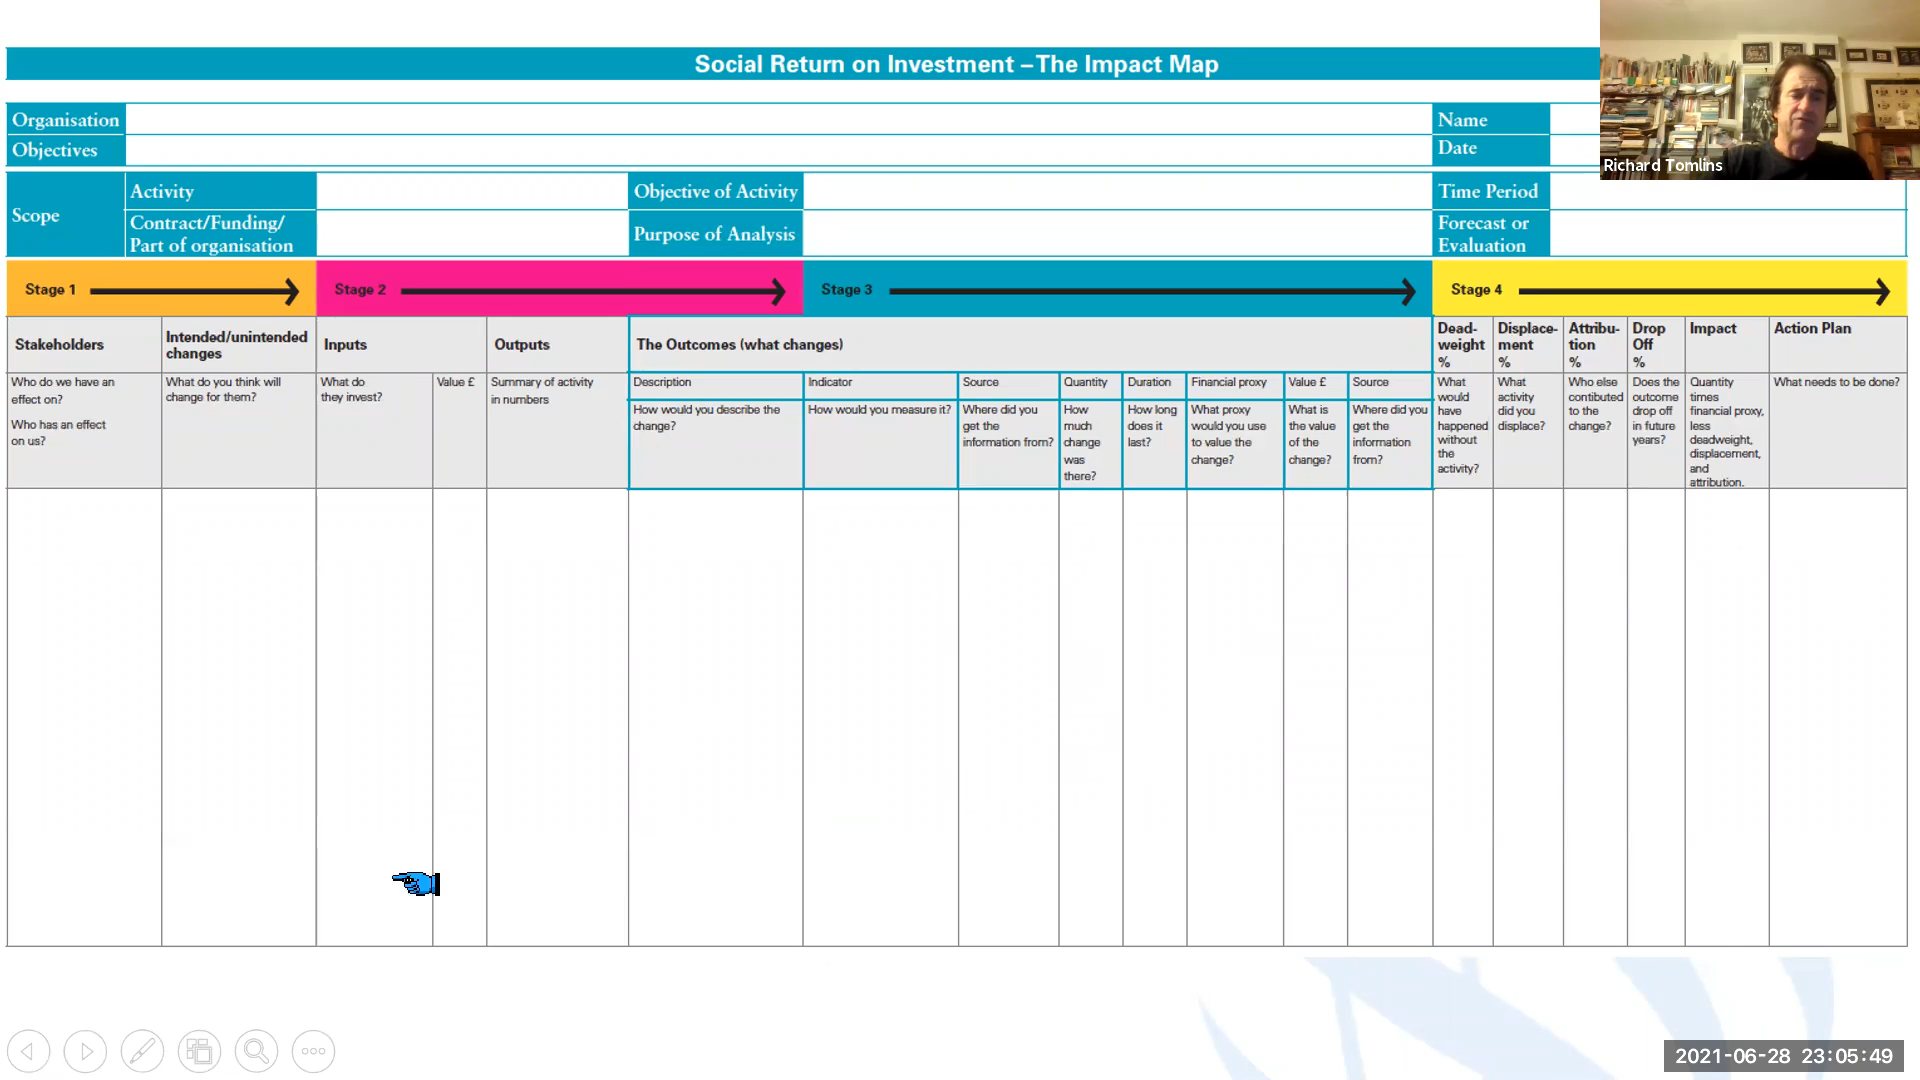 Social Return on Investment – The Impact Map
Organisation
Objectives
Name
Date
Richard Tomlins
Scope
Activity
Contract/Funding/
Part of organisation
Objective of Activity
Purpose of Analysis
Time Period
Forecast or
Evaluation
Stage 1
Stage 2
Stage 3
Stage 4
Stakeholders
Intended/unintended
changes
Inputs
Outputs
The Outcomes (what changes)
Dead-
weight
%
Displace-
ment
%
Attribu-
tion
%
Drop
Off
%
Impact
Action Plan
Who do we have an
effect on?
Who has an effect
on us?
What do you think will
change for them?
What do
they invest?
Value £
Summary of activity
in numbers
Description
How would you describe the
change?
Indicator
How would you measure it?
Source
Where did you
get the
information from?
Quantity
How
much
change
was
there?
Duration
How long
does it
last?
Financial proxy
What proxy
would you use
to value the
change?
Value £
What is
the value
of the
change?
Source
Where did you
get the
information
from?
What
would
have
happened
without
the
activity?
What
activity
did you
displace?
Who else
contibuted
to the
change?
Does the
outcome
drop off
in future
years?
Quantity
times
financial proxy,
less
deadweight,
displacement,
and
attribution.
What needs to be done?
2021-06-28 23:05:49